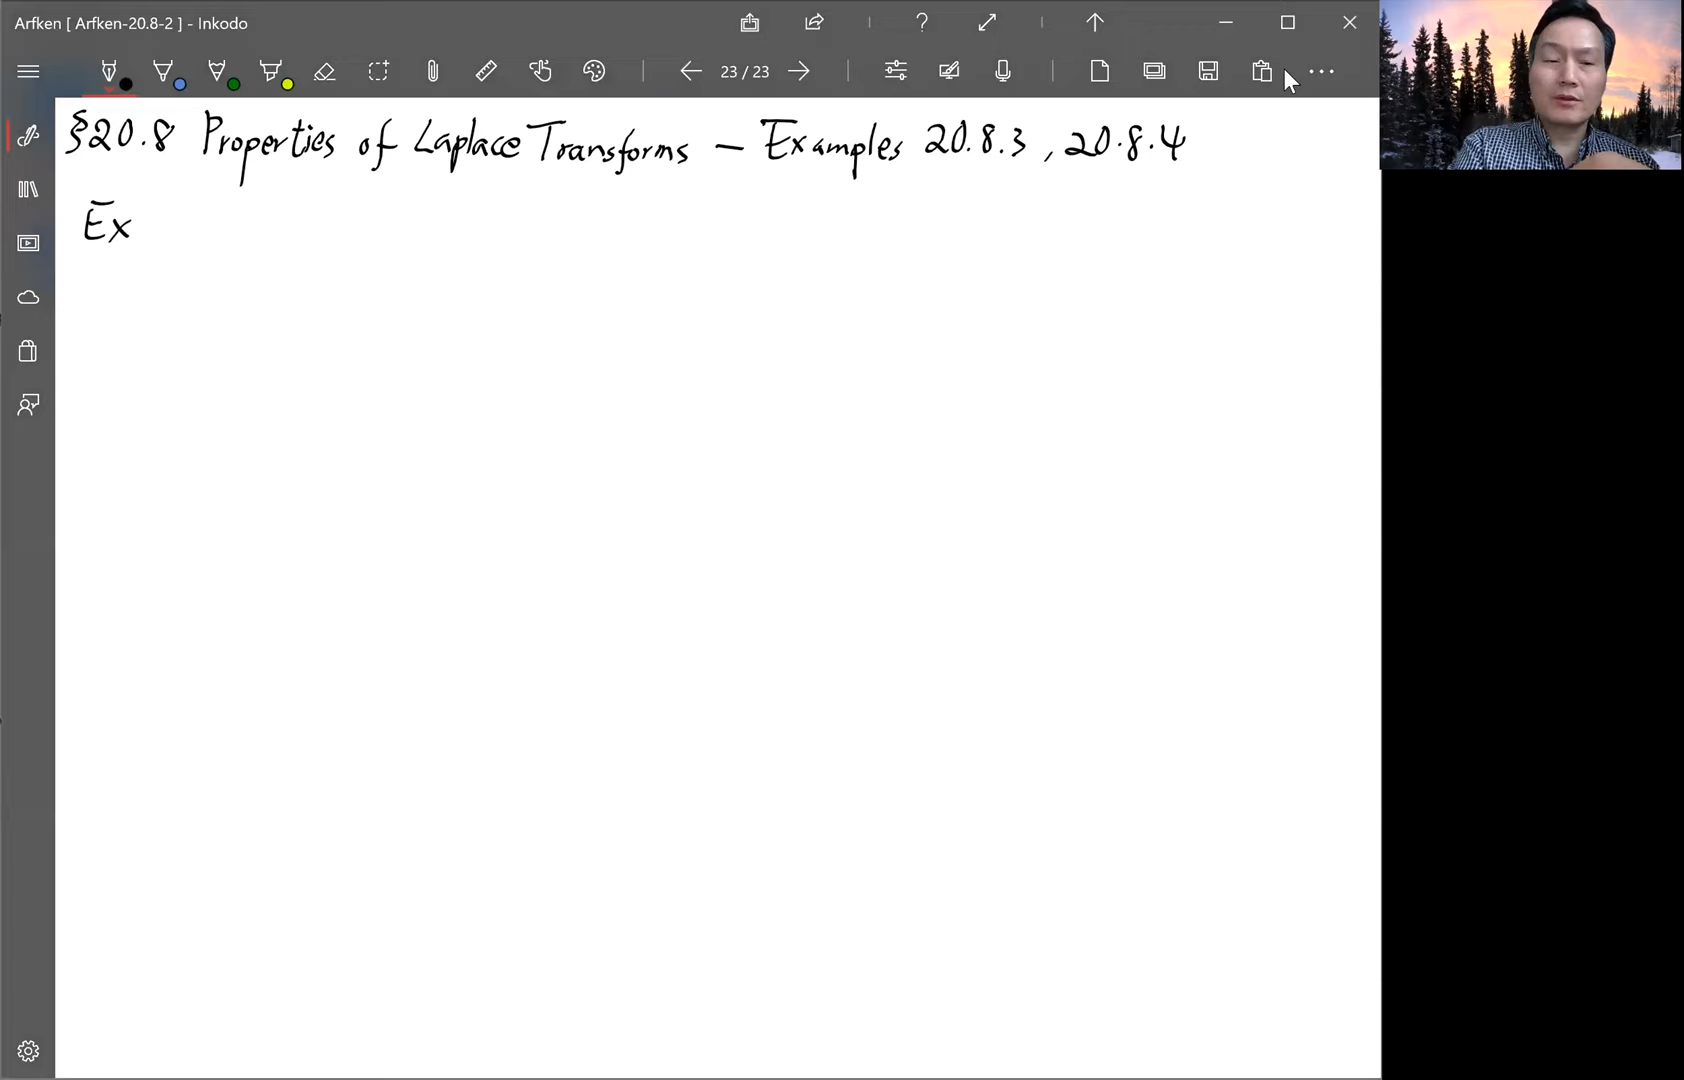 Arfken [ Arfken-20.8-2 ] - Inkodo
23 / 23
§20.8 Properties of Laplace Transforms – Examples 20.8.3, 20.8.4
Ex